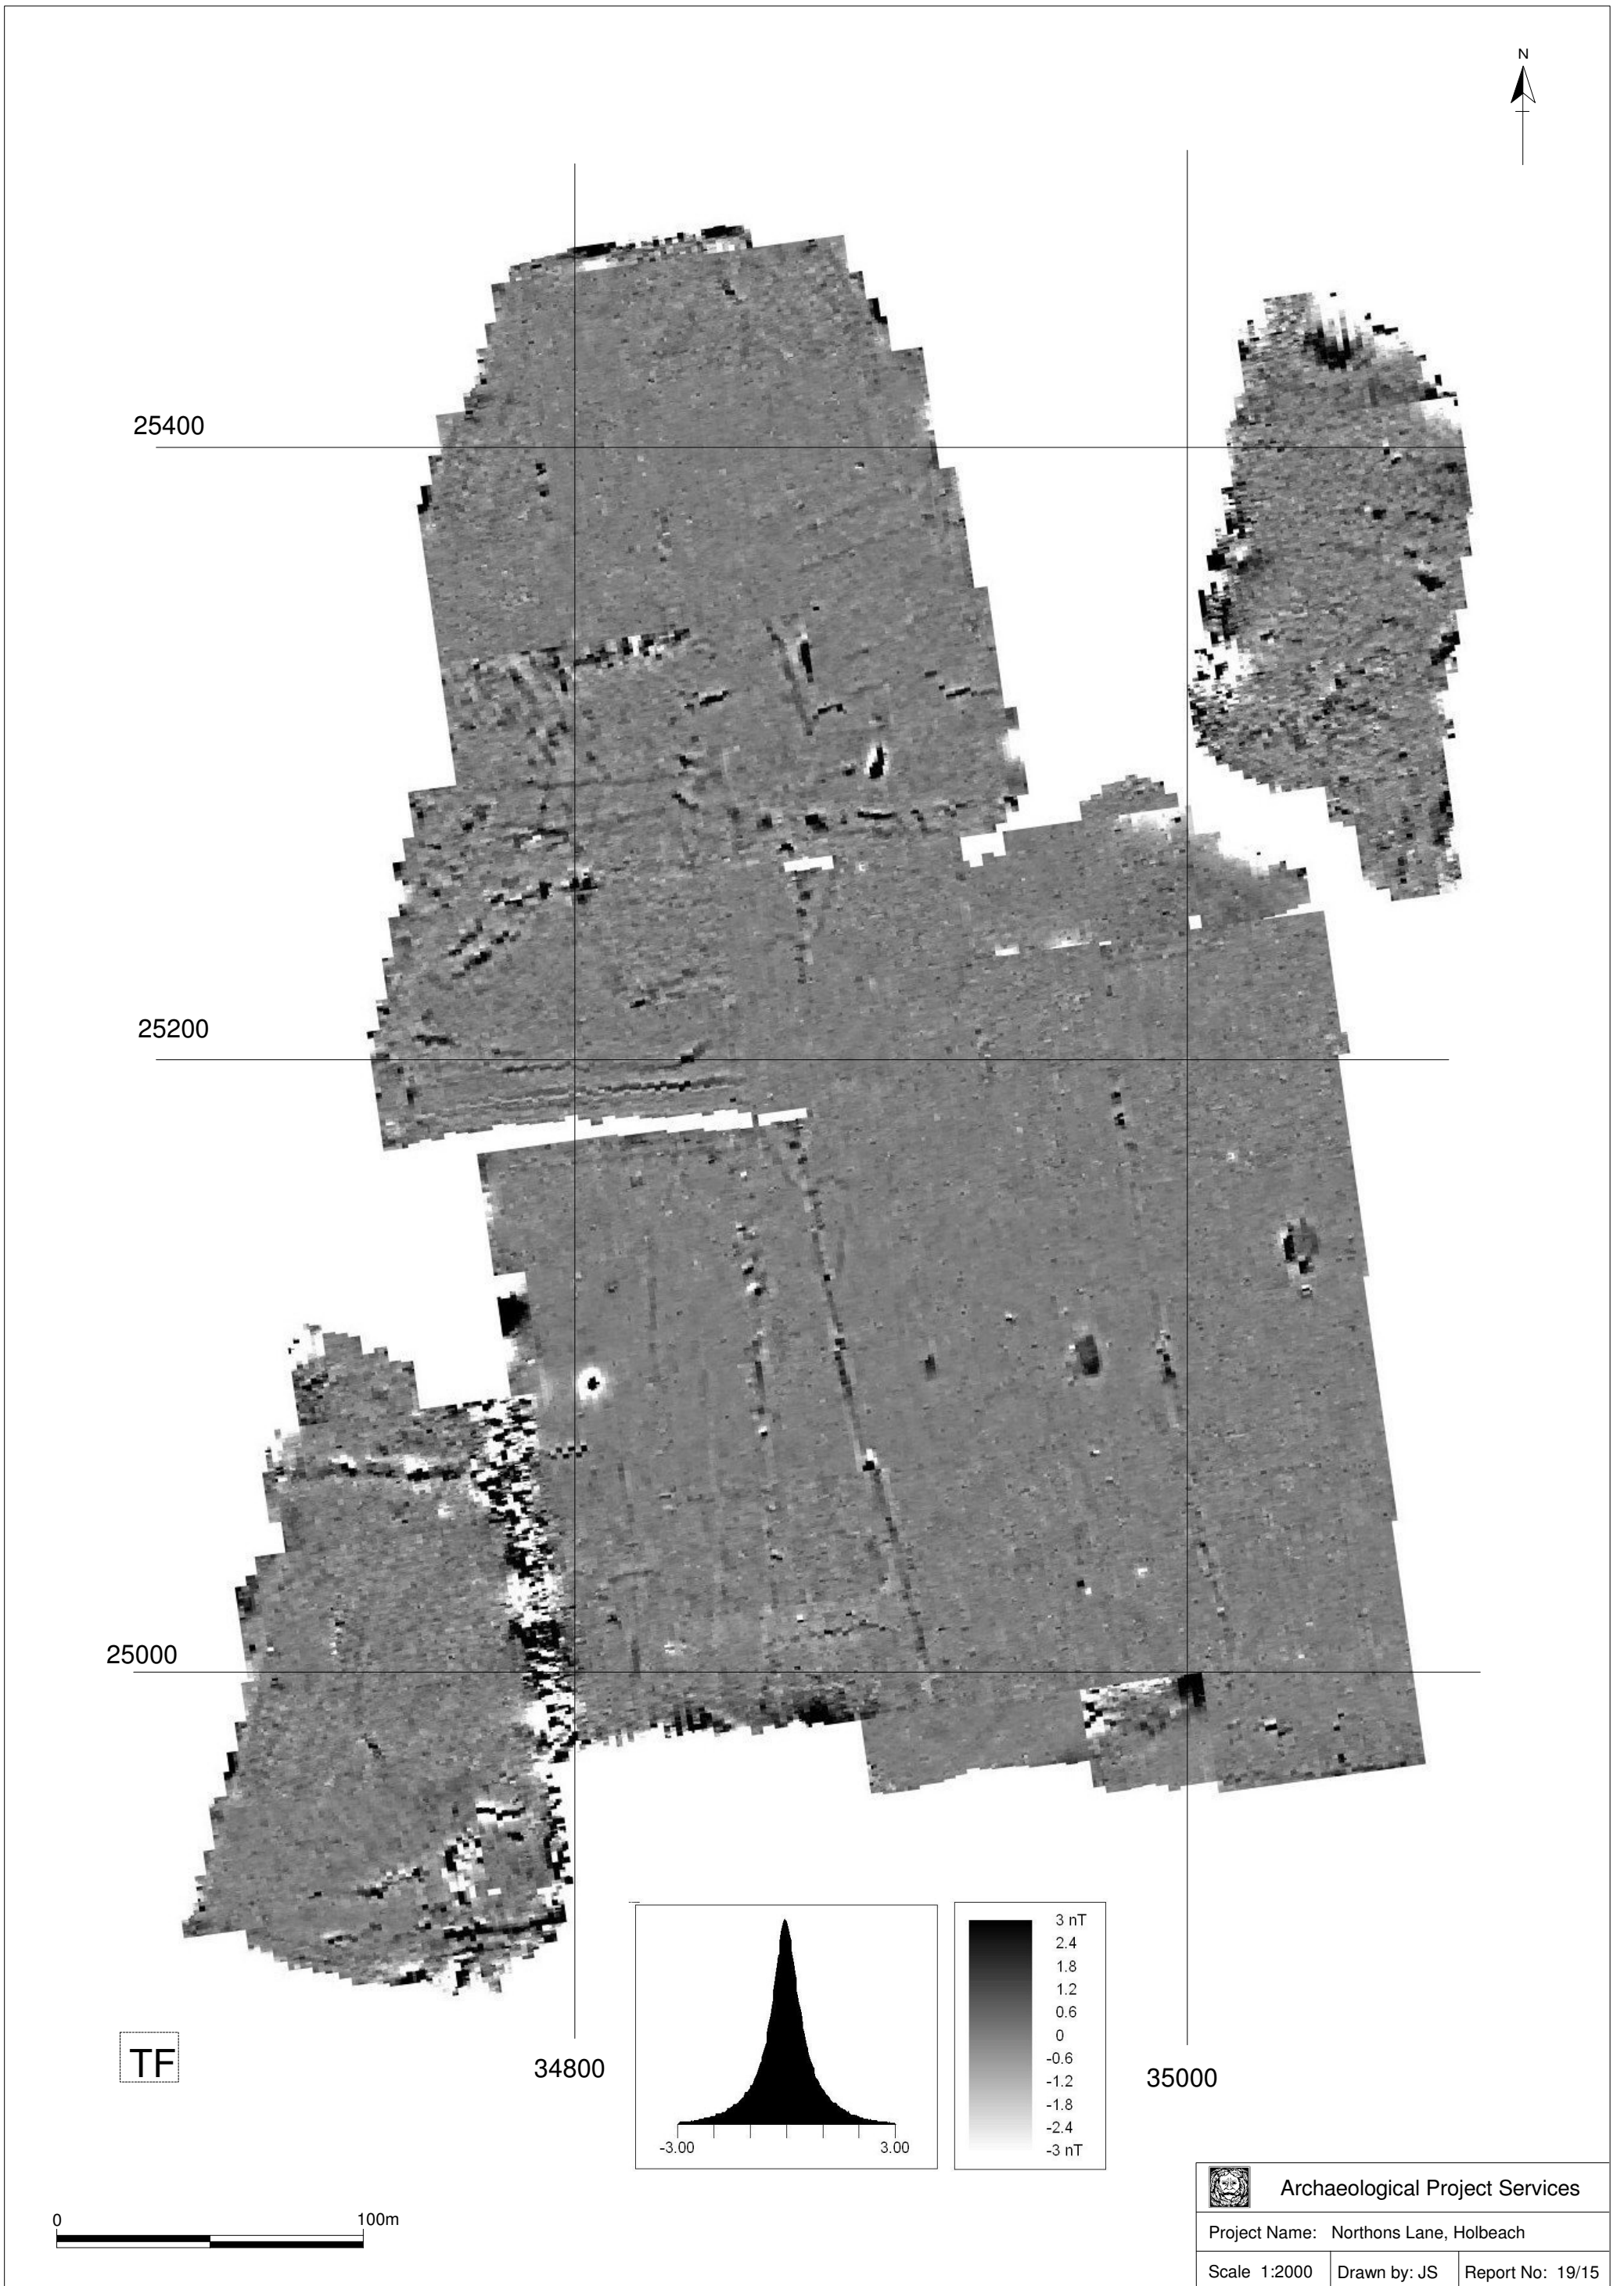 N
25400
25200
25000
34800
35000
TF
-3.00 3.00
3 nT
2.4
1.8
1.2
0.6
0
-0.6
-1.2
-1.8
-2.4
-3 nT
0 100m
Archaeological Project Services
Project Name: Northons Lane, Holbeach
Scale 1:2000 Drawn by: JS Report No: 19/15